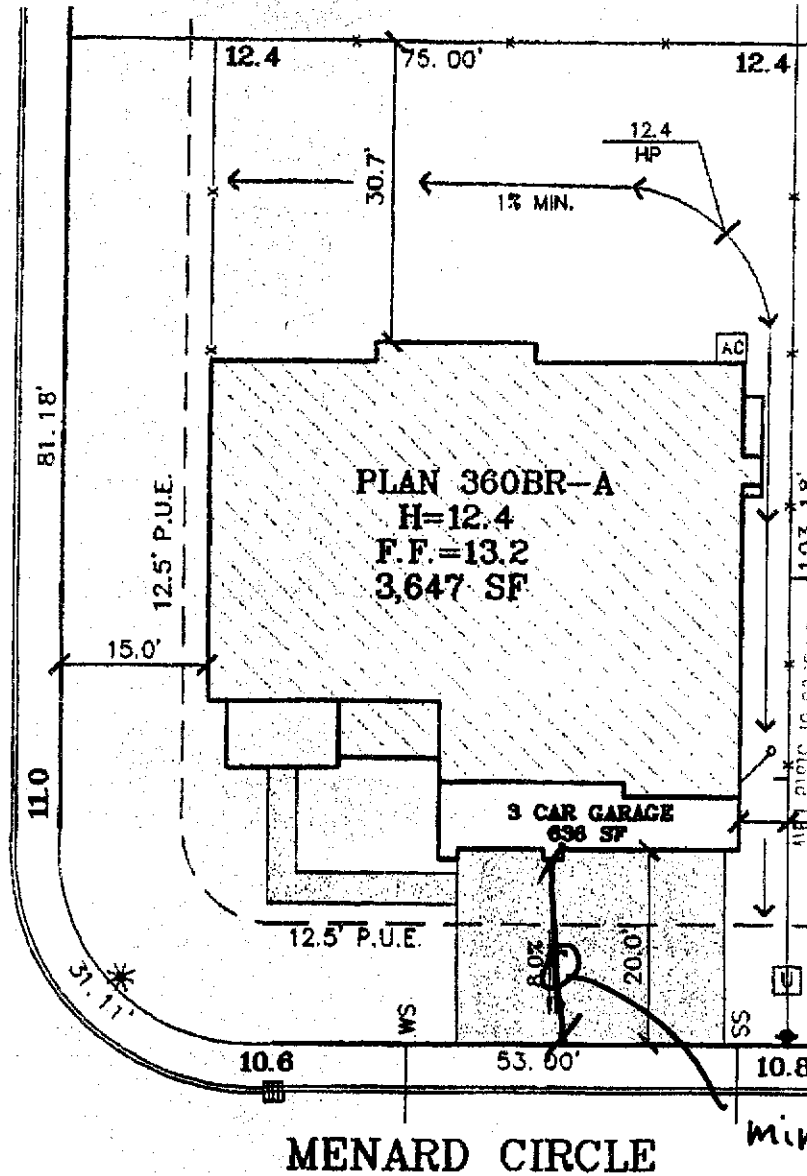 12.4
75.00'
12.4
12.4
HP
30.7'
1% MIN.
AC
81.18'
PLAN 360BR-A
H=12.4
F.F.=13.2
3,647 SF
12.5' P.U.E.
15.0'
11.0
3 CAR GARAGE
636 SF
12.5' P.U.E.
8.0%
20.0'
31.11'
WS
SS
10.6
53.00'
10.8
MENARD CIRCLE
min